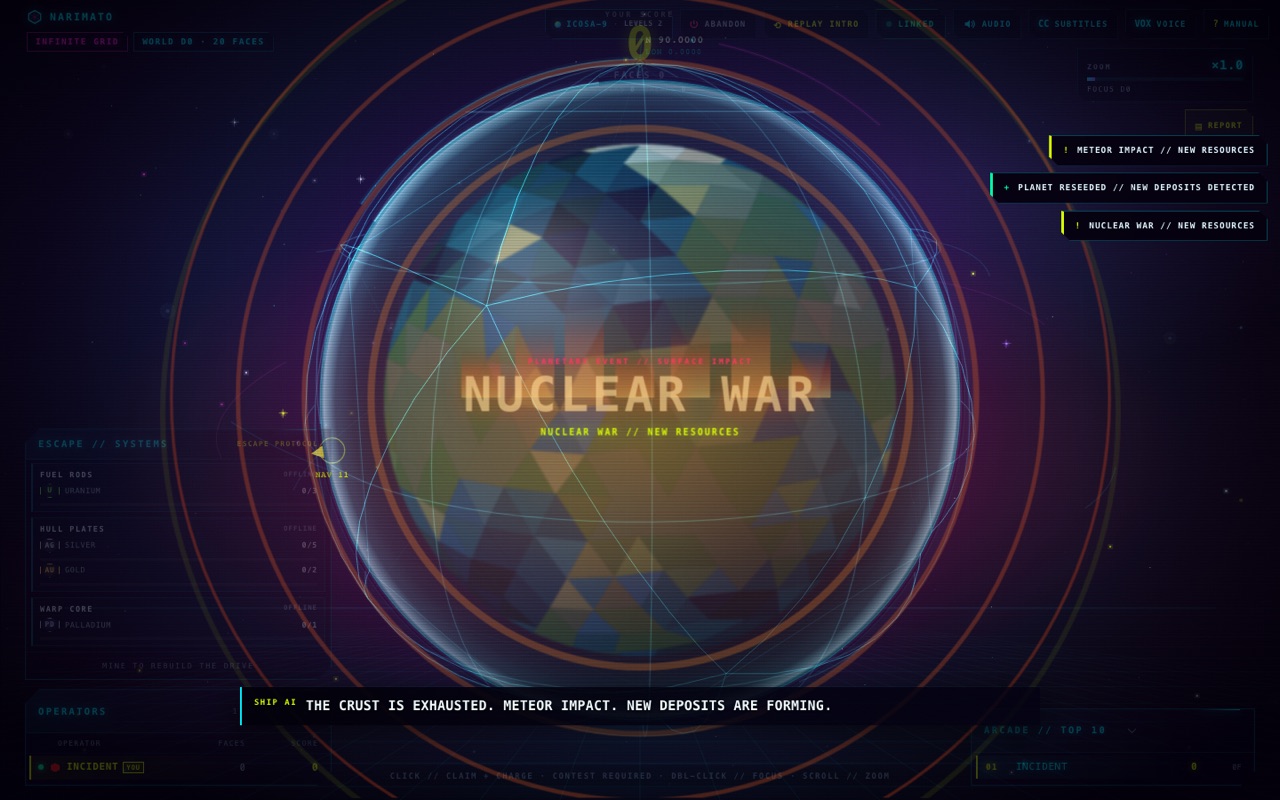 NARIMATO
INFINITE GRID
WORLD D0 · 20 FACES
YOUR SCORE
ICOSA-9
LEVELS 2
ABANDON
REPLAY INTRO
LINKED
AUDIO
CC SUBTITLES
VOX VOICE
? MANUAL
0
90.0000
FACES 0
ZOOM
×1.0
FOCUS D0
REPORT
! METEOR IMPACT // NEW RESOURCES
+ PLANET RESEEDED // NEW DEPOSITS DETECTED
! NUCLEAR WAR // NEW RESOURCES
PLANETARY EVENT // SURFACE IMPACT
NUCLEAR WAR
NUCLEAR WAR // NEW RESOURCES
ESCAPE // SYSTEMS
ESCAPE PROTOCOL
NAV 11
FUEL RODS
U URANIUM
HULL PLATES
OFFLINE
AG SILVER
0/5
AU GOLD
0/2
WARP CORE
OFFLINE
PD PALLADIUM
0/1
MINE TO REBUILD THE DRIVE
SHIP AI THE CRUST IS EXHAUSTED. METEOR IMPACT. NEW DEPOSITS ARE FORMING.
OPERATORS
OPERATOR
FACES
SCORE
INCIDENT YOU
0
0
CLICK // CLAIM + CHARGE · CONTEST REQUIRED · DBL-CLICK // FOCUS · SCROLL // ZOOM
ARCADE // TOP 10
01 INCIDENT
0
0F